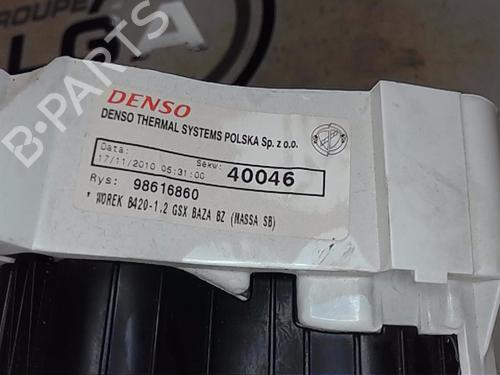 GROUPE
B-PARTS
DENSO
DENSO THERMAL SYSTEMS POLSKA Sp. z o.o.
Data:
Sekw:
17/11/2010 05:31:00
40046
Rys: 98616860
WOREK B420-1.2 GSX BAZA BZ (MASSA SB)